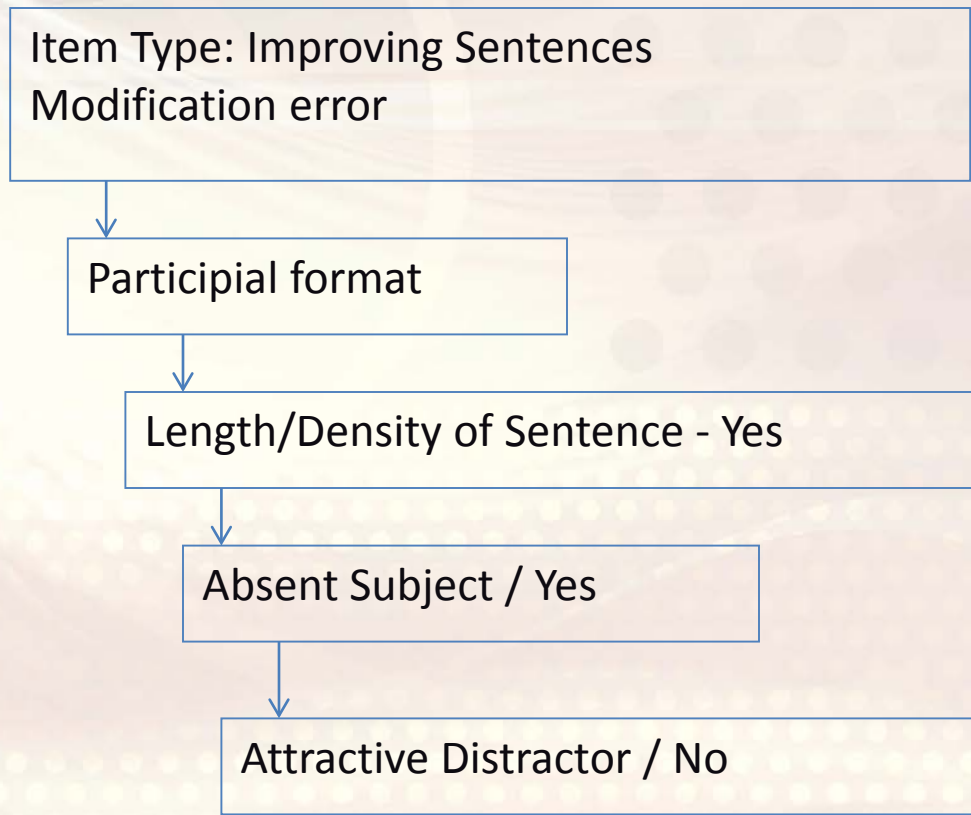 Item Type: Improving Sentences
Modification error
Participial format
Length/Density of Sentence - Yes
Absent Subject / Yes
Attractive Distractor / No